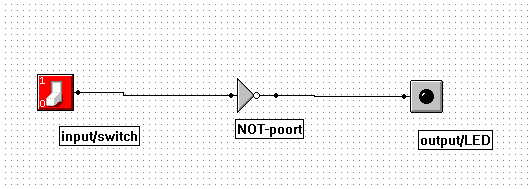 1
0
input/switch
NOT-poort
output/LED